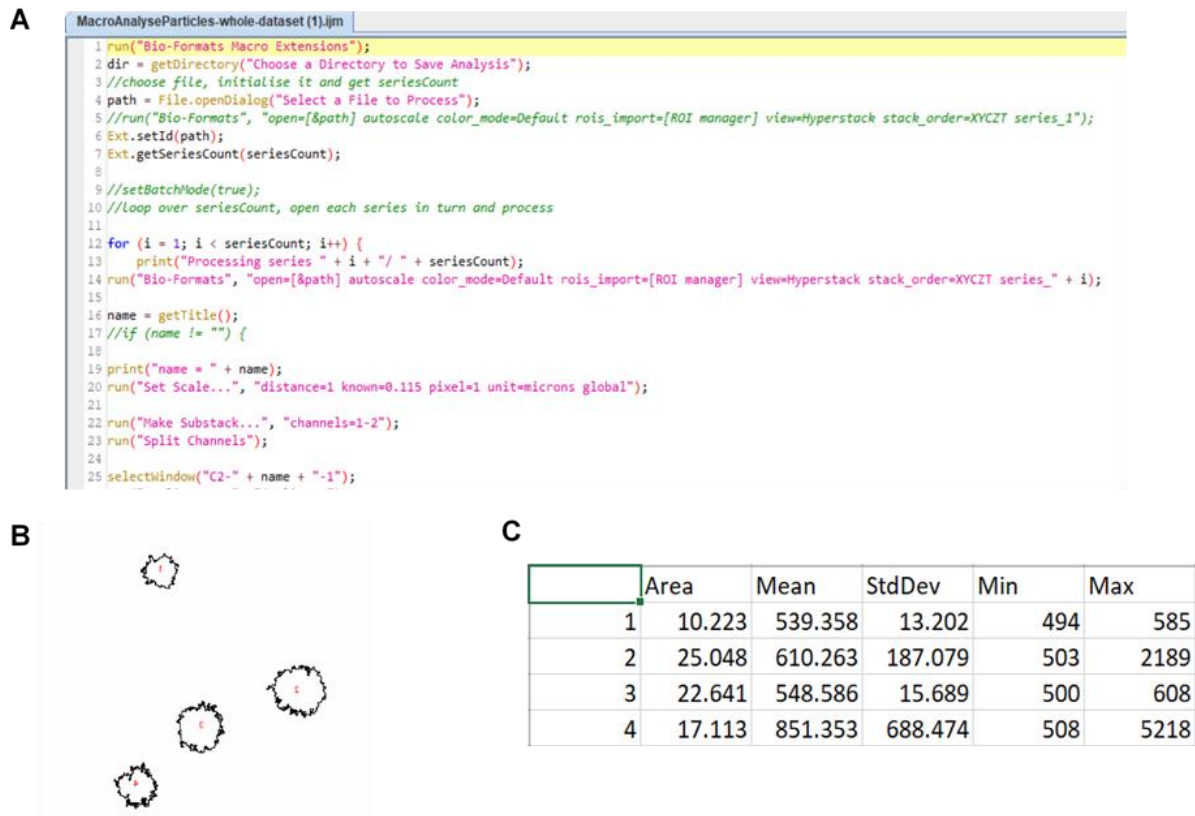 A
MacroAnalyseParticles-whole-dataset (1).ijm
1 run("Bio-Formats Macro Extensions");
2 dir = getDirectory("Choose a Directory to Save Analysis");
3 //choose file, initialise it and get seriesCount
4 path = File.openDialog("Select a File to Process");
5 //run("Bio-Formats", "open=[&path] autoscale color_mode=Default rois_import=[ROI manager] view=Hyperstack stack_order=XYCZT series_1");
6 Ext.setId(path);
7 Ext.getSeriesCount(seriesCount);
8
9 //setBatchMode(true);
10 //loop over seriesCount, open each series in turn and process
11
12 for (i = 1; i < seriesCount; i++) {
13 print("Processing series " + i + "/ " + seriesCount);
14 run("Bio-Formats", "open=[&path] autoscale color_mode=Default rois_import=[ROI manager] view=Hyperstack stack_order=XYCZT series_" + i);
15
16 name = getTitle();
17 //if (name != "") {
18
19 print("name = " + name);
20 run("Set Scale...", "distance=1 known=0.115 pixel=1 unit=microns global");
21
22 run("Make Substack...", "channels=1-2");
23 run("Split Channels");
24
25 selectWindow("C2-" + name + "-1");
B
1
2
3
4
C
Area Mean StdDev Min Max
1 10.223 539.358 13.202 494 585
2 25.048 610.263 187.079 503 2189
3 22.641 548.586 15.689 500 608
4 17.113 851.353 688.474 508 5218